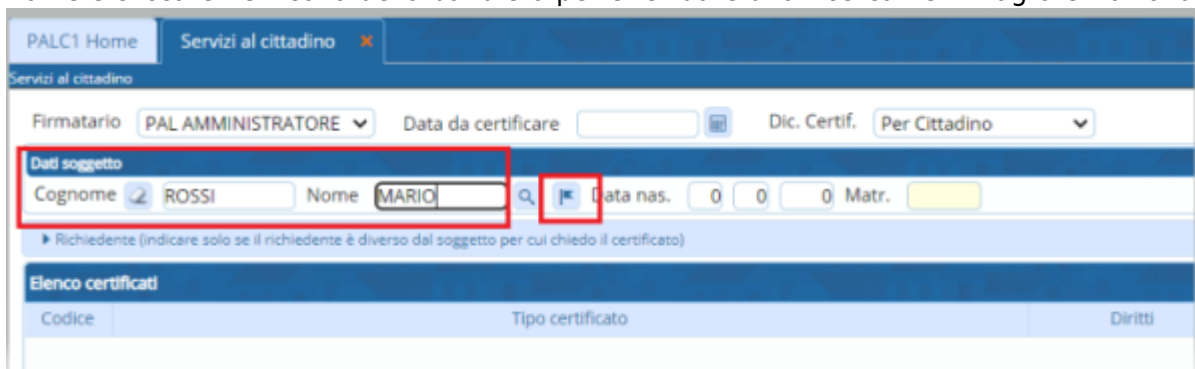 PALC1 Home Servizi al cittadino ×
Servizi al cittadino
Firmatario PAL AMMINISTRATORE Data da certificare Dic. Certif. Per Cittadino
Dati soggetto
Cognome ROSSI Nome MARIO Data nas. 0 0 0 Matr.
Richiedente (indicare solo se il richiedente è diverso dal soggetto per cui chiedo il certificato)
Elenco certificati
Codice Tipo certificato Diritti